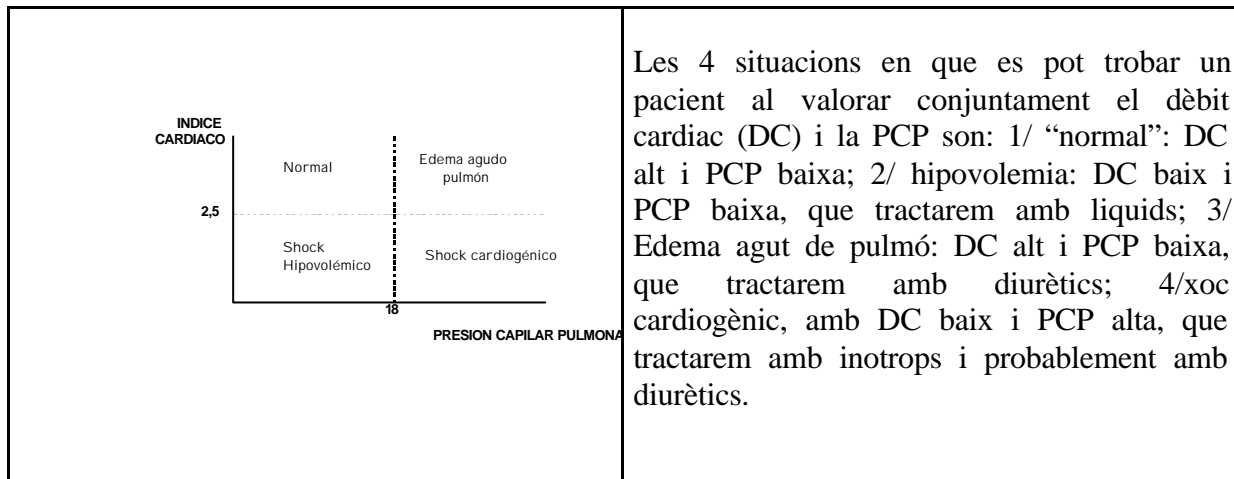 INDICE
CARDIACO
Normal
Edema agudo
pulmón
2,5
Shock
Hipovolémico
Shock cardiogénico
18
PRESION CAPILAR PULMONA
Les 4 situacions en que es pot trobar un
pacient al valorar conjuntament el dèbit
cardiac (DC) i la PCP son: 1/ “normal”: DC
alt i PCP baixa; 2/ hipovolemia: DC baix i
PCP baixa, que tractarem amb liquids; 3/
Edema agut de pulmó: DC alt i PCP baixa,
que tractarem amb diurètics; 4/xoc
cardiogènic, amb DC baix i PCP alta, que
tractarem amb inotrops i probablement amb
diurètics.